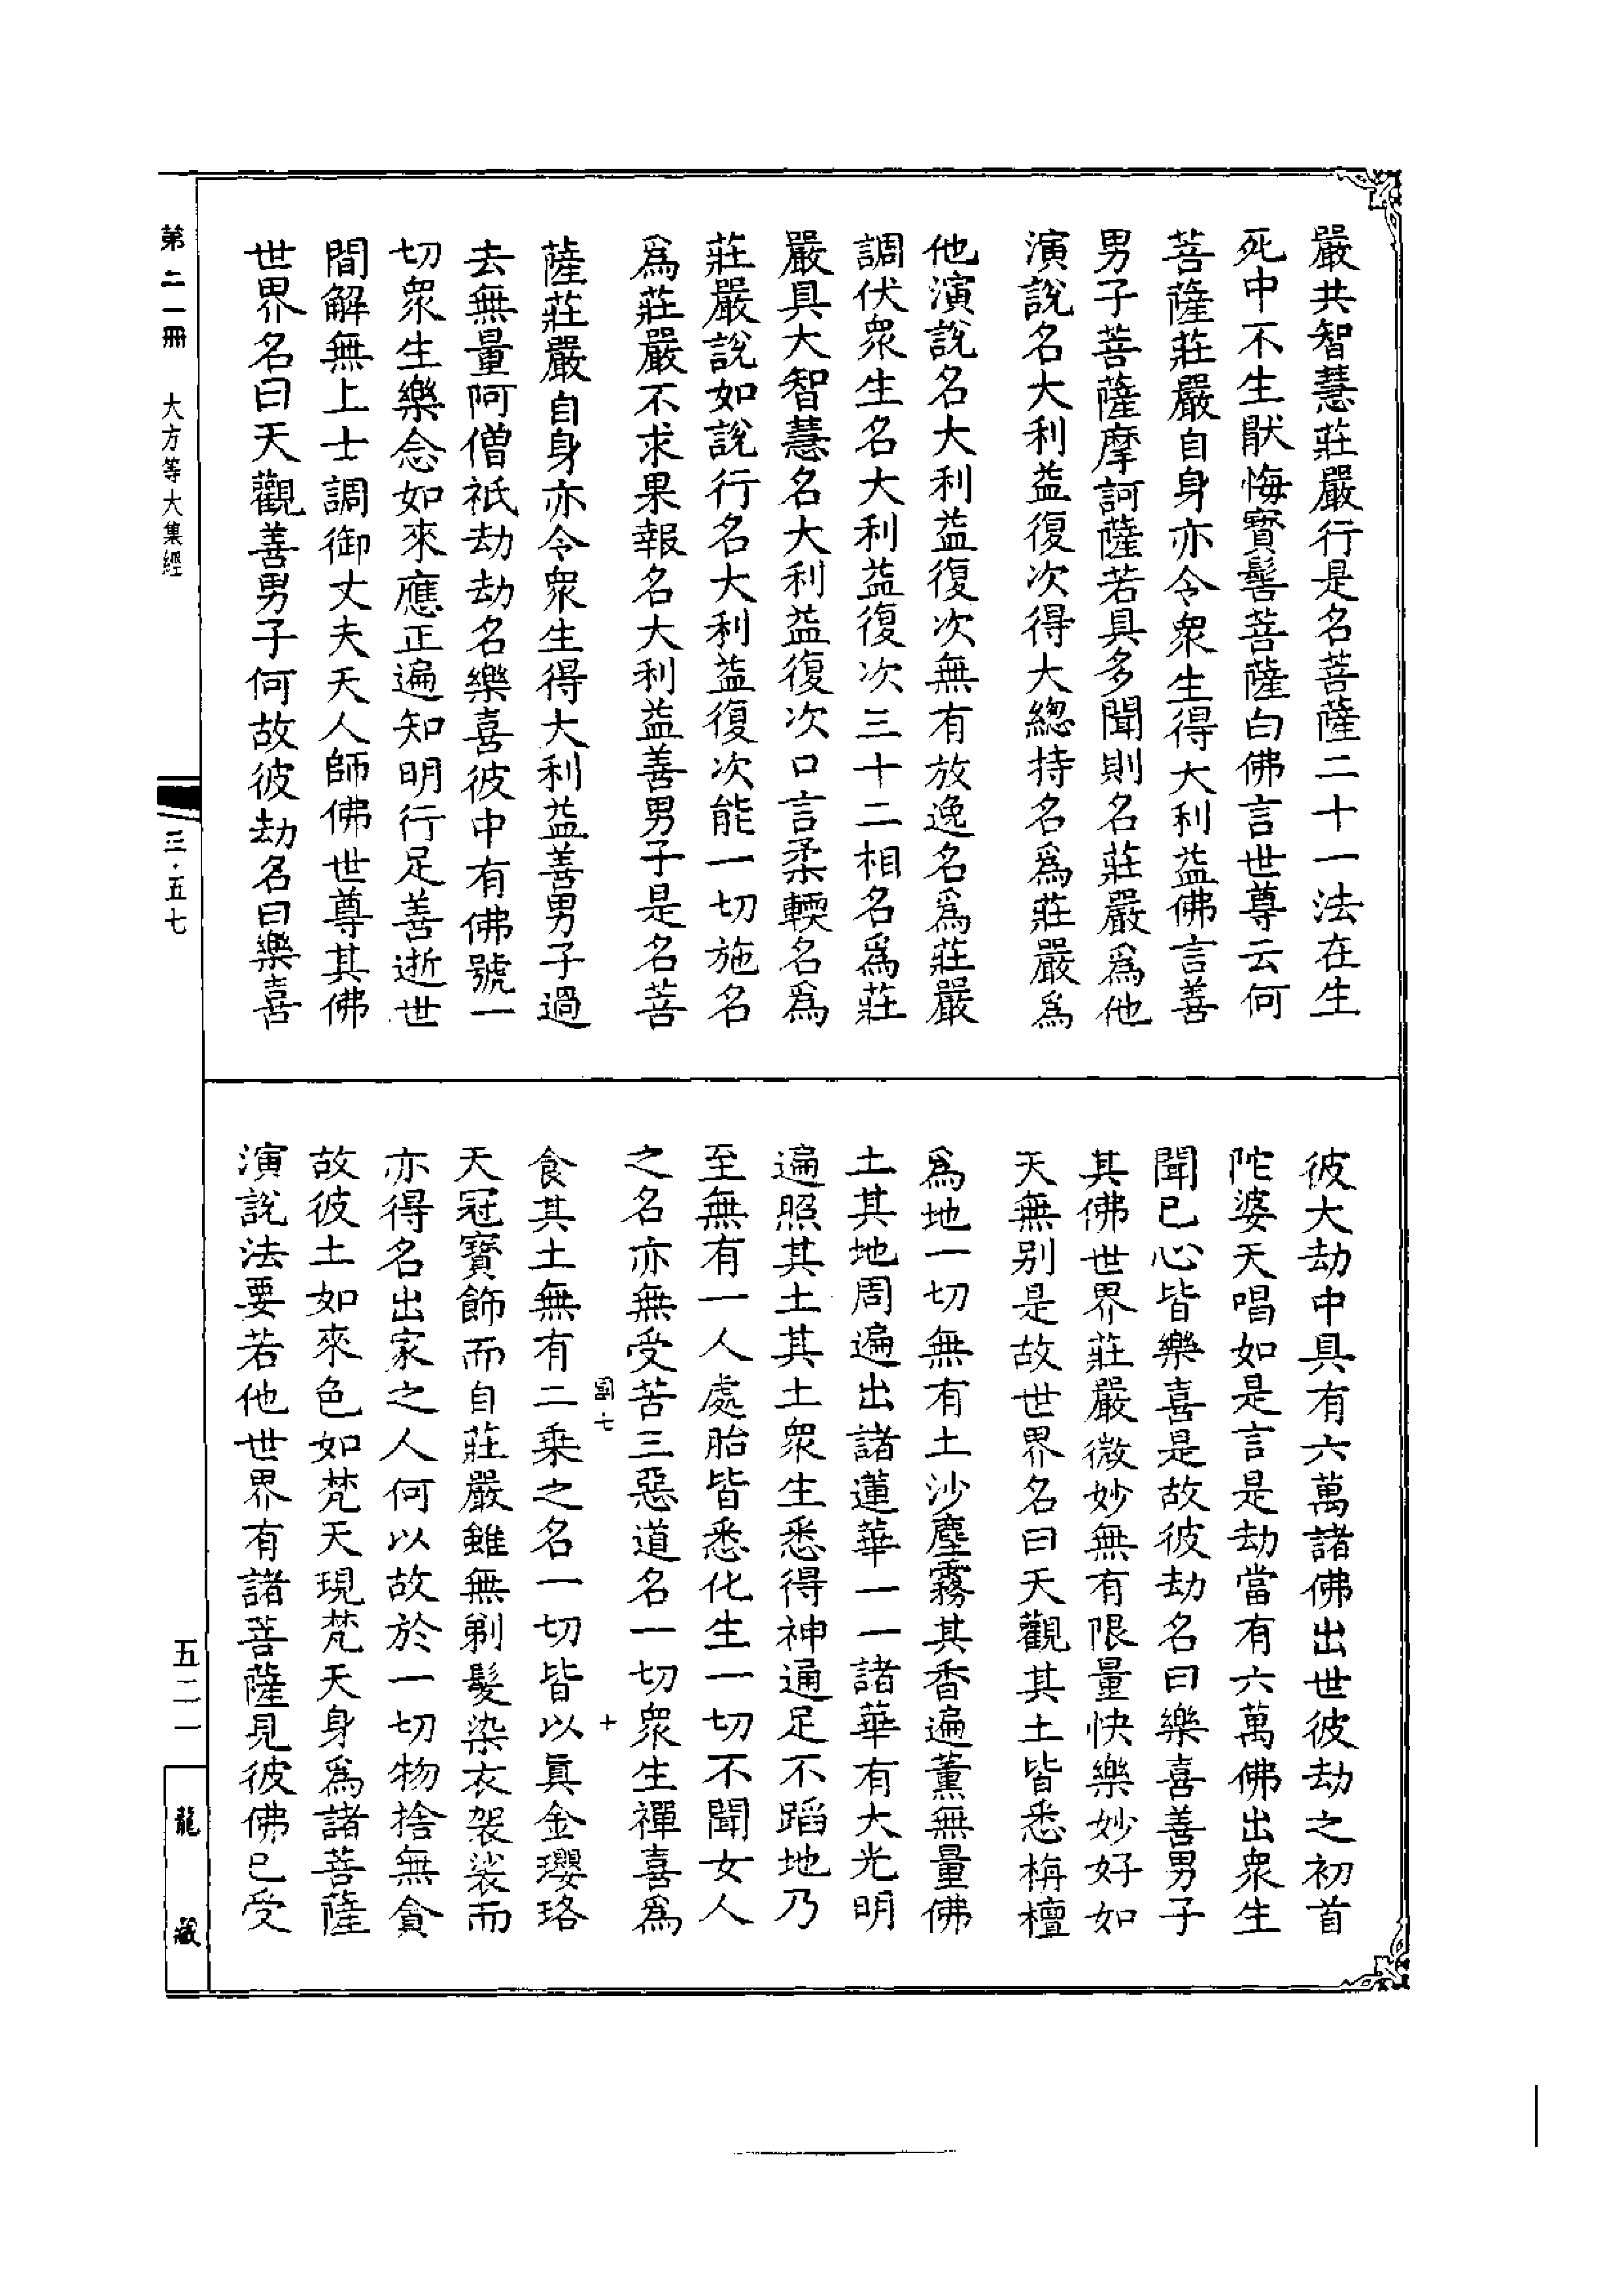 嚴共智慧莊嚴行是名菩薩二十一法在生
死中不生猒悔寳髻菩薩白佛言世尊云何
菩薩莊嚴自身亦令衆生得大利益佛言善
男子菩薩摩訶薩若具多聞則名莊嚴爲他
演說名大利益復次得大緫持名爲莊嚴爲
他演說名大利益復次無有放逸名爲莊嚴
調伏衆生名大利益復次三十二相名爲莊
嚴具大智慧名大利益復次口言柔輭名爲
莊嚴說如說行名大利益復次能一切施名
爲莊嚴不求果報名大利益善男子是名菩
薩莊嚴自身亦令衆生得大利益善男子過
去無量阿僧祇劫劫名樂喜彼中有佛號一
切衆生樂念如來應正遍知明行足善逝世
間解無上士調御丈夫天人師佛世尊其佛
世界名曰天觀善男子何故彼劫名曰樂喜
彼大劫中具有六萬諸佛出世彼劫之初首
陀婆天唱如是言是劫當有六萬佛出衆生
聞已心皆樂喜是故彼劫名曰樂喜善男子
其佛世界莊嚴微妙無有限量快樂妙好如
天無别是故世界名曰天觀其土皆悉栴檀
爲地一切無有土沙塵霧其香遍薰無量佛
土其地周遍出諸蓮華一一諸華有大光明
遍照其土其土衆生悉得神通足不蹈地乃
至無有一人處胎皆悉化生一切不聞女人
之名亦無受苦三惡道名一切衆生禪喜爲
國七 十
食其土無有二乗之名一切皆以眞金瓔珞
天冠寶飾而自莊嚴雖無剃髮染衣袈裟而
亦得名出家之人何以故於一切物捨無貪
故彼土如來色如梵天現梵天身爲諸菩薩
演說法要若他世界有諸菩薩見彼佛已受
第二一冊 大方等大集經
三·五七
五二一
龍藏